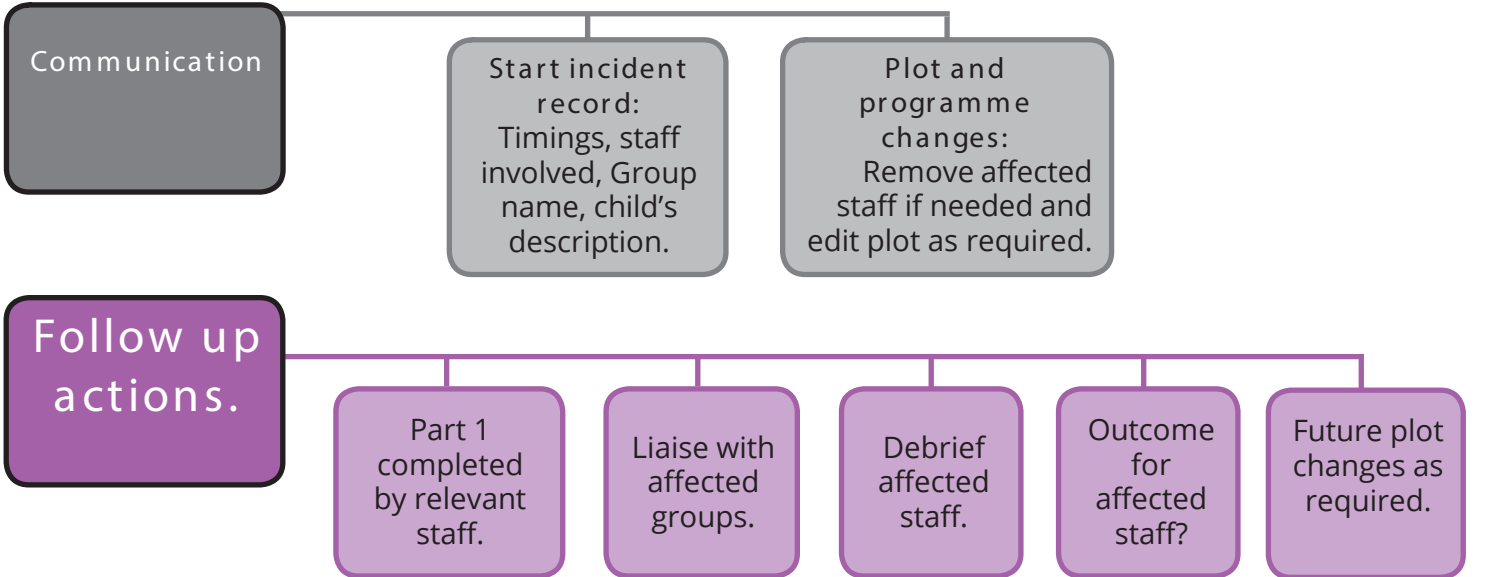 Communication
Start incident
record:
Timings, staff
involved, Group
name, child’s
description.
Plot and
programme
changes:
Remove affected
staff if needed and
edit plot as required.
Follow up
actions.
Part 1
completed
by relevant
staff.
Liaise with
affected
groups.
Debrief
affected
staff.
Outcome
for
affected
staff?
Future plot
changes as
required.